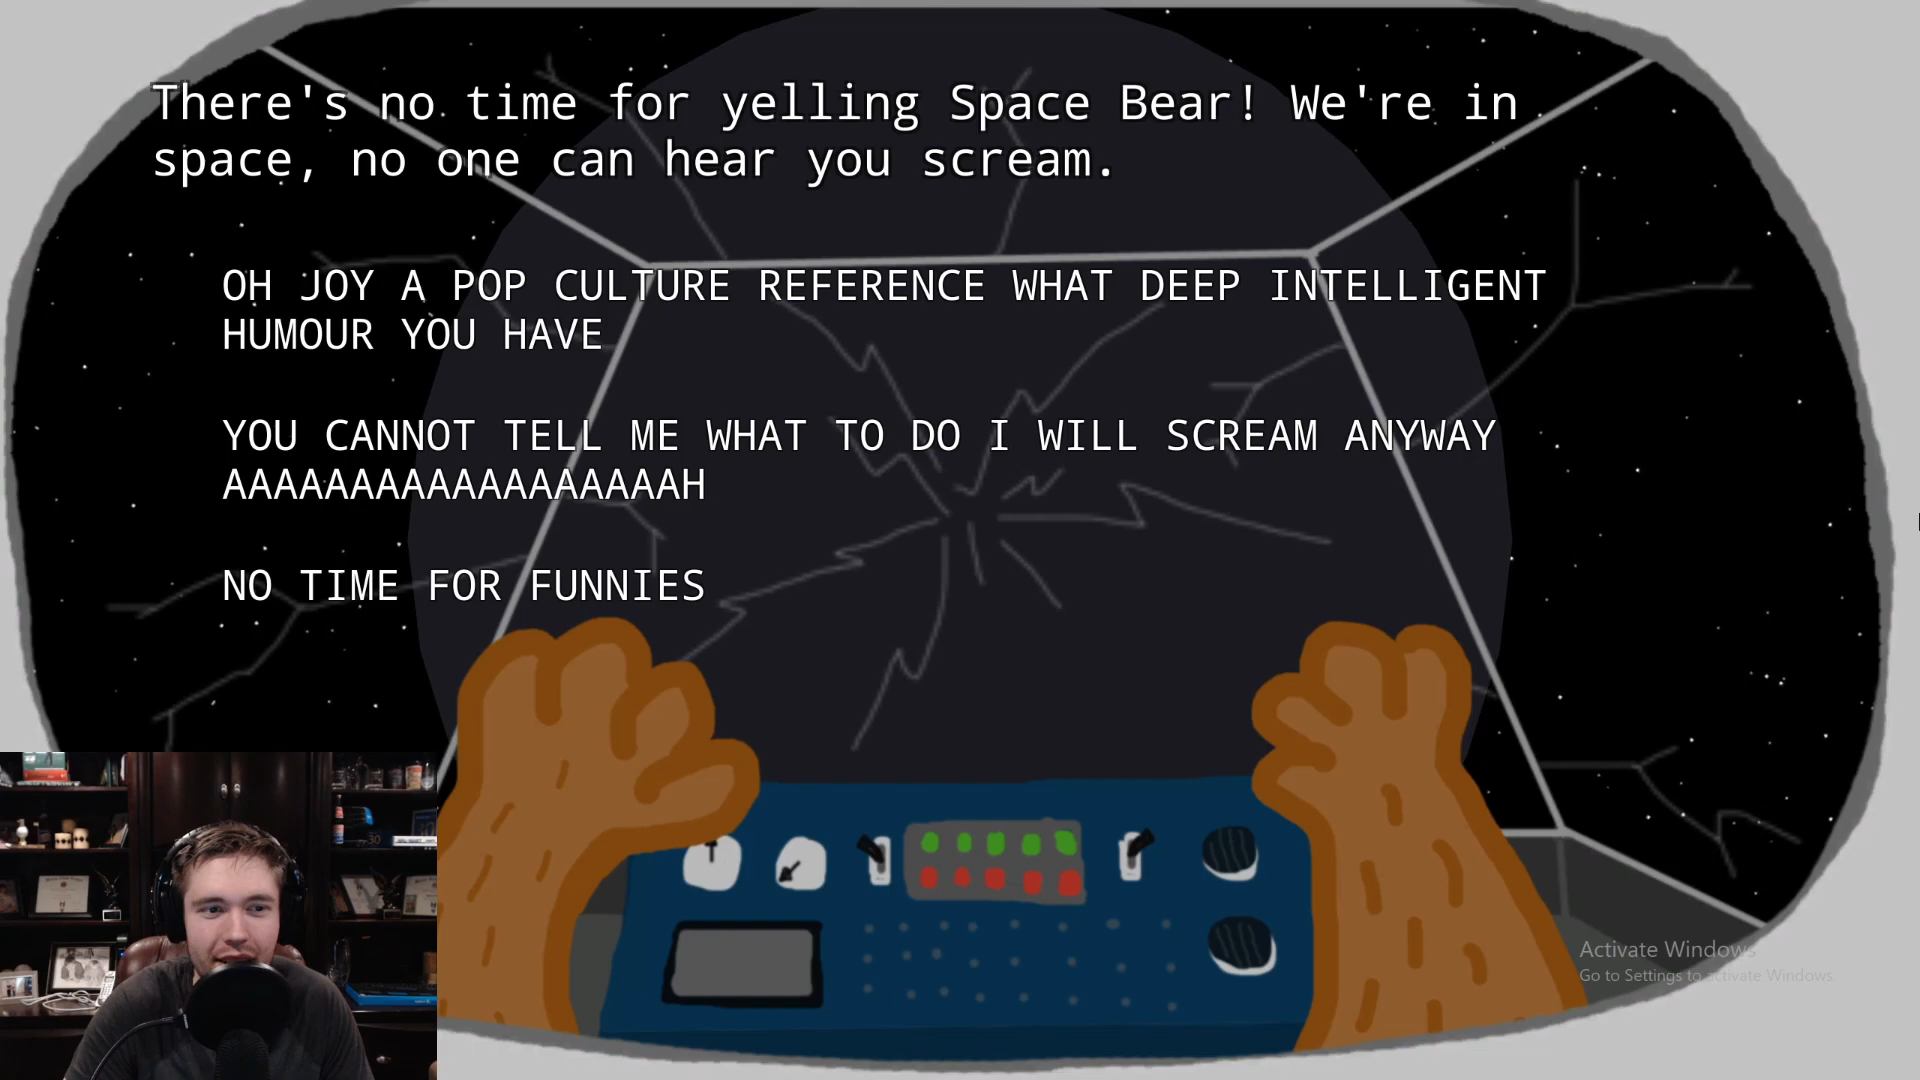 There's no time for yelling Space Bear! We're in
space, no one can hear you scream.
OH JOY A POP CULTURE REFERENCE WHAT DEEP INTELLIGENT
HUMOUR YOU HAVE
YOU CANNOT TELL ME WHAT TO DO I WILL SCREAM ANYWAY
AAAAAAAAAAAAAAAAAAH
NO TIME FOR FUNNIES
Activate Windows
Go to Settings to activate Windows.